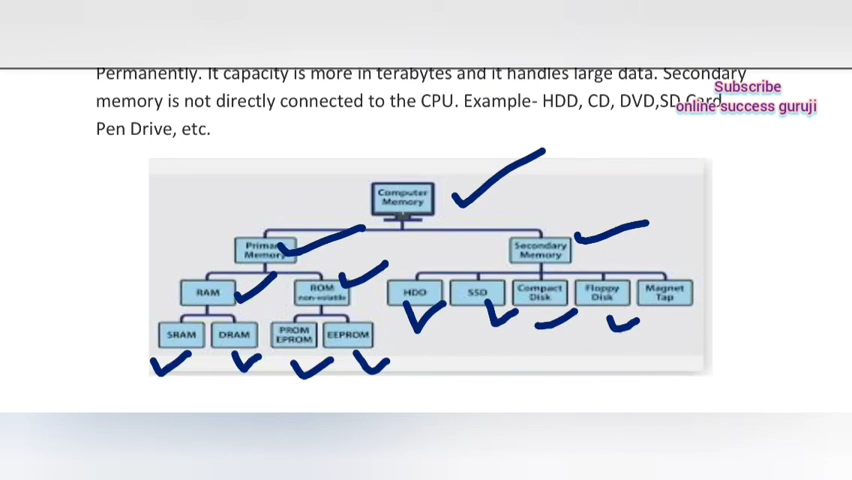 Permanently. It capacity is more in terabytes and it handles large data. Secondary
memory is not directly connected to the CPU. Example- HDD, CD, DVD,SD Card,
Pen Drive, etc.
Subscribe
online success guruji
Computer
Memory
Primary
Memory
Secondary
Memory
RAM
ROM
non-volatile
HDD
SSD
Compact
Disk
Floppy
Disk
Magnet
Tap
SRAM
DRAM
PROM
EPROM
EEPROM